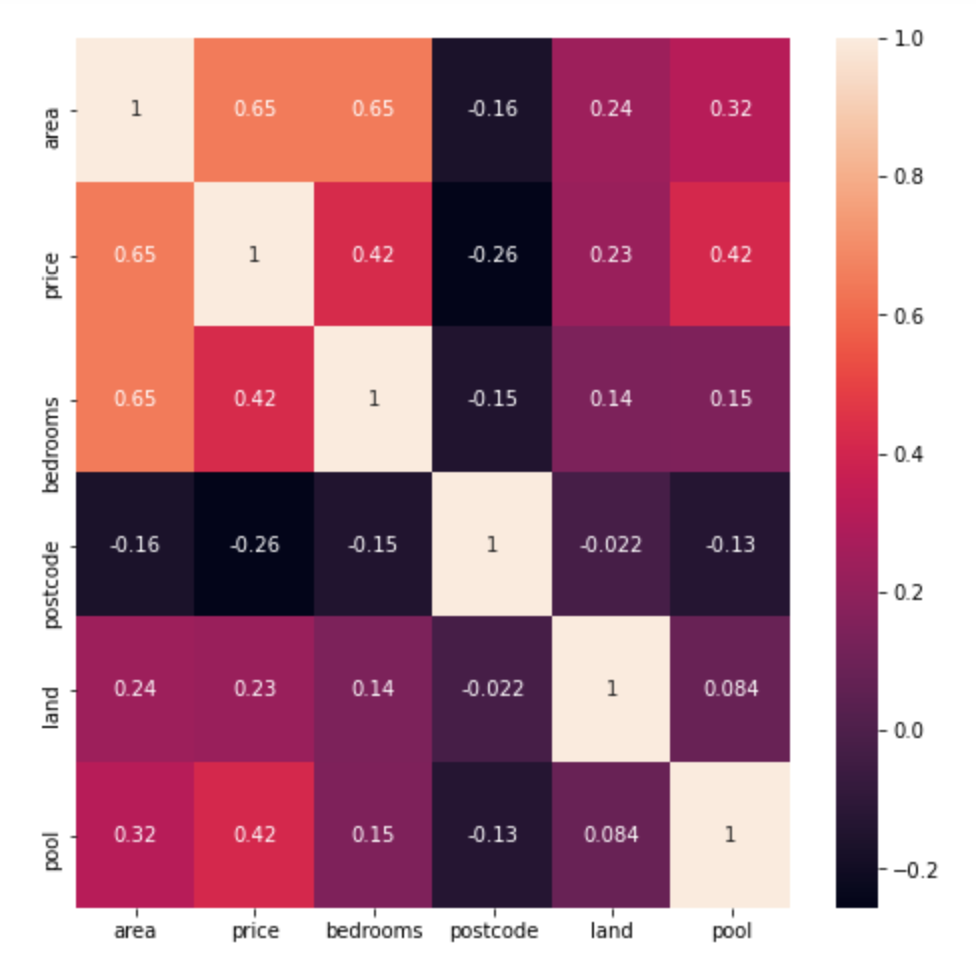 area 1 0.65 0.65 -0.16 0.24 0.32
price 0.65 1 0.42 -0.26 0.23 0.42
bedrooms 0.65 0.42 1 -0.15 0.14 0.15
postcode -0.16 -0.26 -0.15 1 -0.022 -0.13
land 0.24 0.23 0.14 -0.022 1 0.084
pool 0.32 0.42 0.15 -0.13 0.084 1
area price bedrooms postcode land pool
1.0
0.8
0.6
0.4
0.2
0.0
−0.2